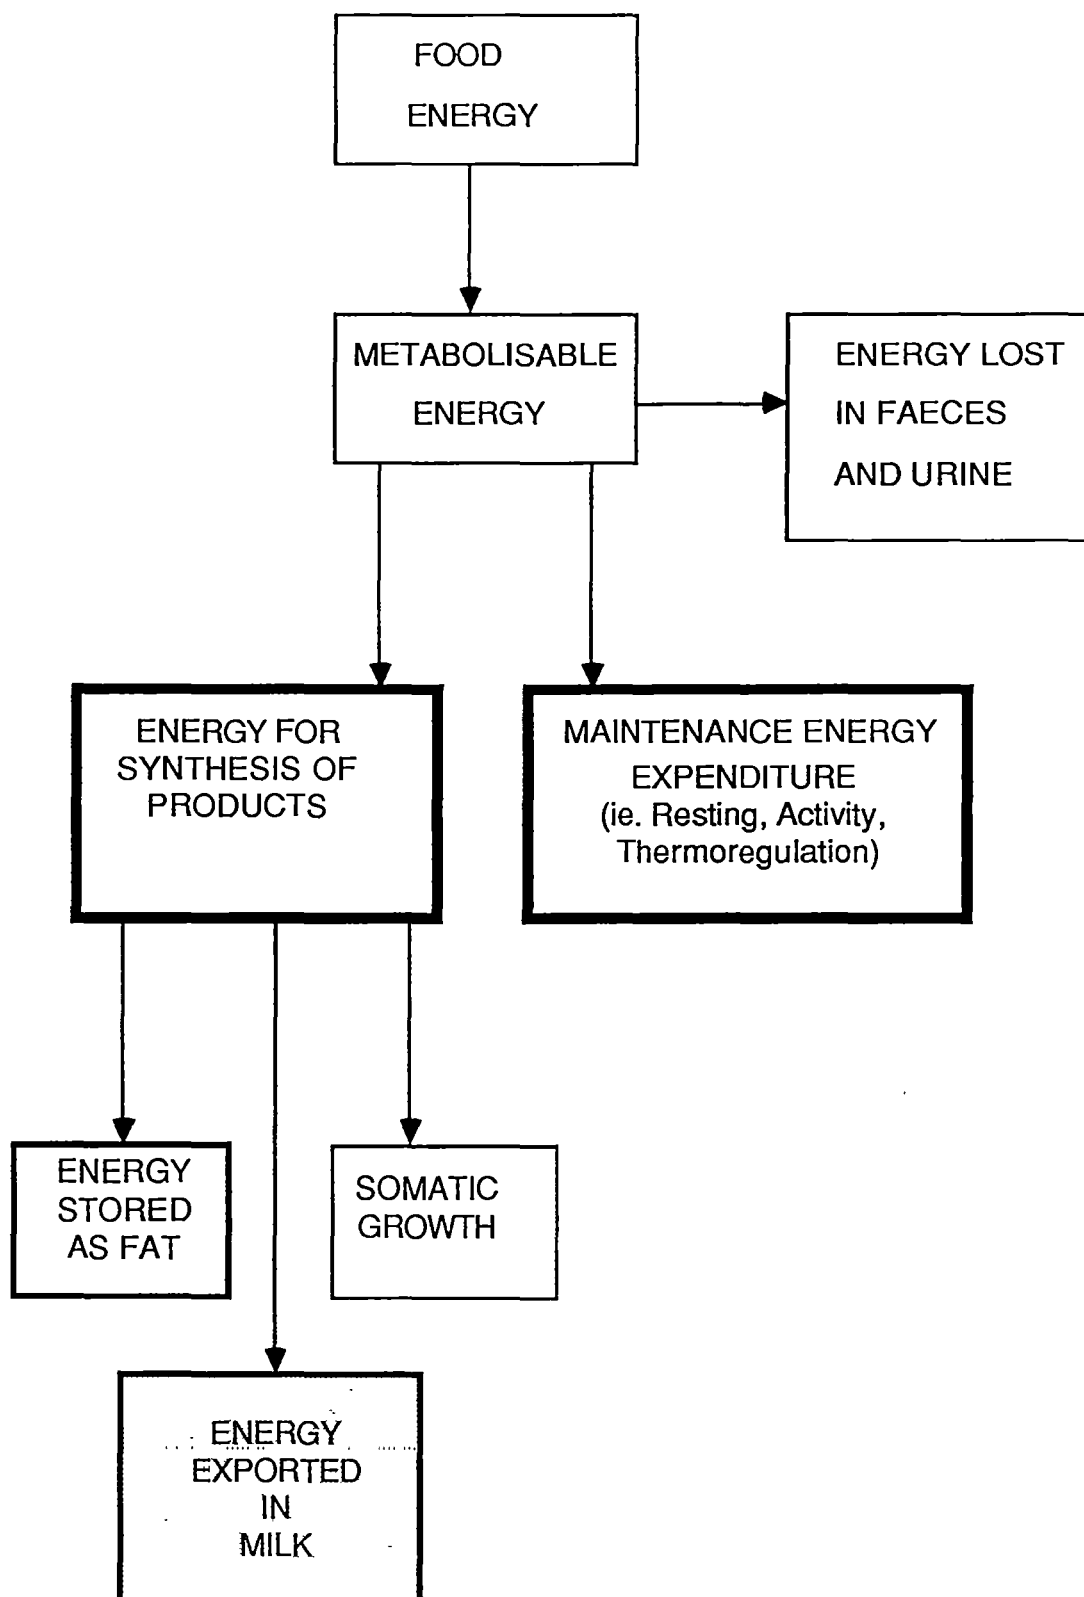 FOOD
ENERGY
METABOLISABLE
ENERGY
ENERGY LOST
IN FAECES
AND URINE
ENERGY FOR
SYNTHESIS OF
PRODUCTS
MAINTENANCE ENERGY
EXPENDITURE
(ie. Resting, Activity,
Thermoregulation)
ENERGY
STORED
AS FAT
SOMATIC
GROWTH
ENERGY
EXPORTED
IN
MILK